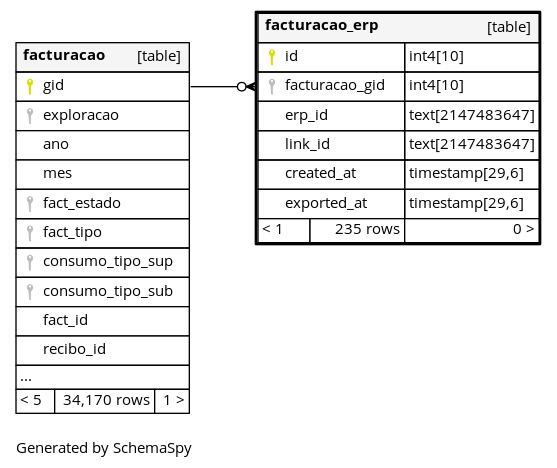 facturacao [table]
gid
exploracao
ano
mes
fact_estado
fact_tipo
consumo_tipo_sup
consumo_tipo_sub
fact_id
recibo_id
...
< 5 34,170 rows 1 >
facturacao_erp [table]
id int4[10]
facturacao_gid int4[10]
erp_id text[2147483647]
link_id text[2147483647]
created_at timestamp[29,6]
exported_at timestamp[29,6]
< 1 235 rows 0 >
Generated by SchemaSpy